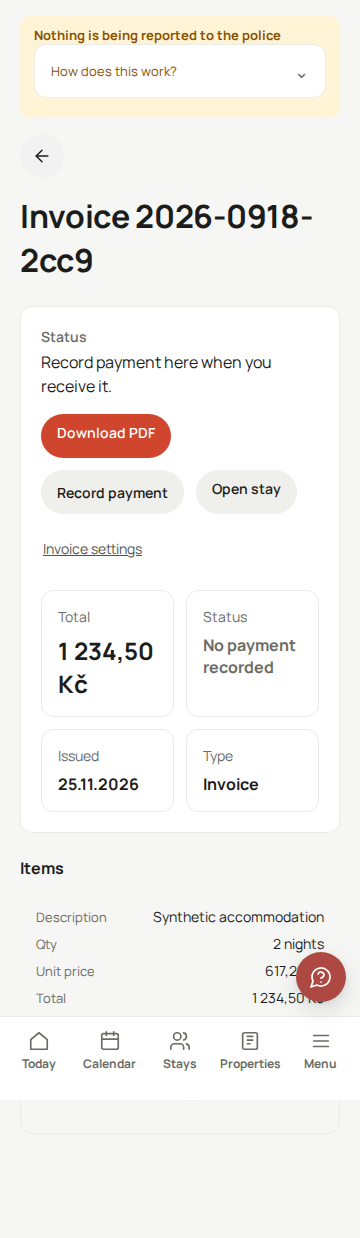 Nothing is being reported to the police
How does this work?
Invoice 2026-0918-
2cc9
Status
Record payment here when you
receive it.
Download PDF
Record payment
Open stay
Invoice settings
Total
1 234,50
Kč
Status
No payment
recorded
Issued
25.11.2026
Type
Invoice
Items
Description Synthetic accommodation
Qty 2 nights
Unit price
Total 1 234,50
Today Calendar Stays Properties Menu